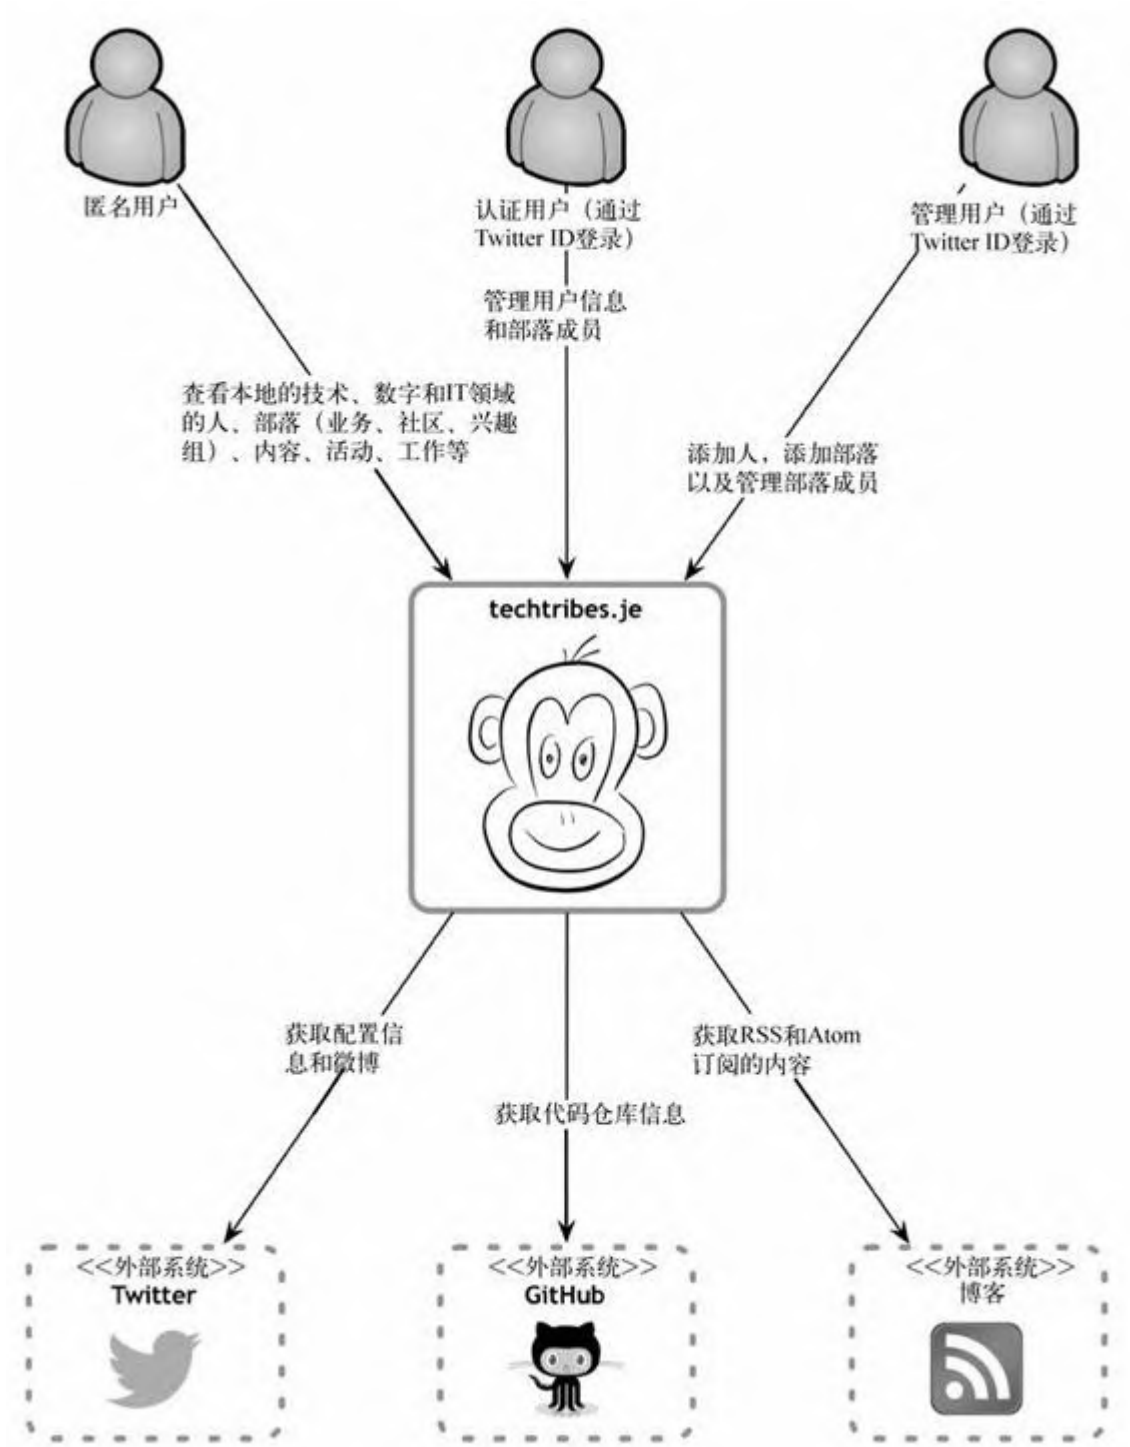 匿名用户
认证用户（通过
Twitter ID登录）
管理用户（通过
Twitter ID登录）
管理用户信息
和部落成员
查看本地的技术、数字和IT领域
的人、部落（业务、社区、兴趣
组）、内容、活动、工作等
添加人，添加部落
以及管理部落成员
techtribes.je
获取配置信
息和微博
获取RSS和Atom
订阅的内容
获取代码仓库信息
<<外部系统>>
Twitter
<<外部系统>>
GitHub
<<外部系统>>
博客